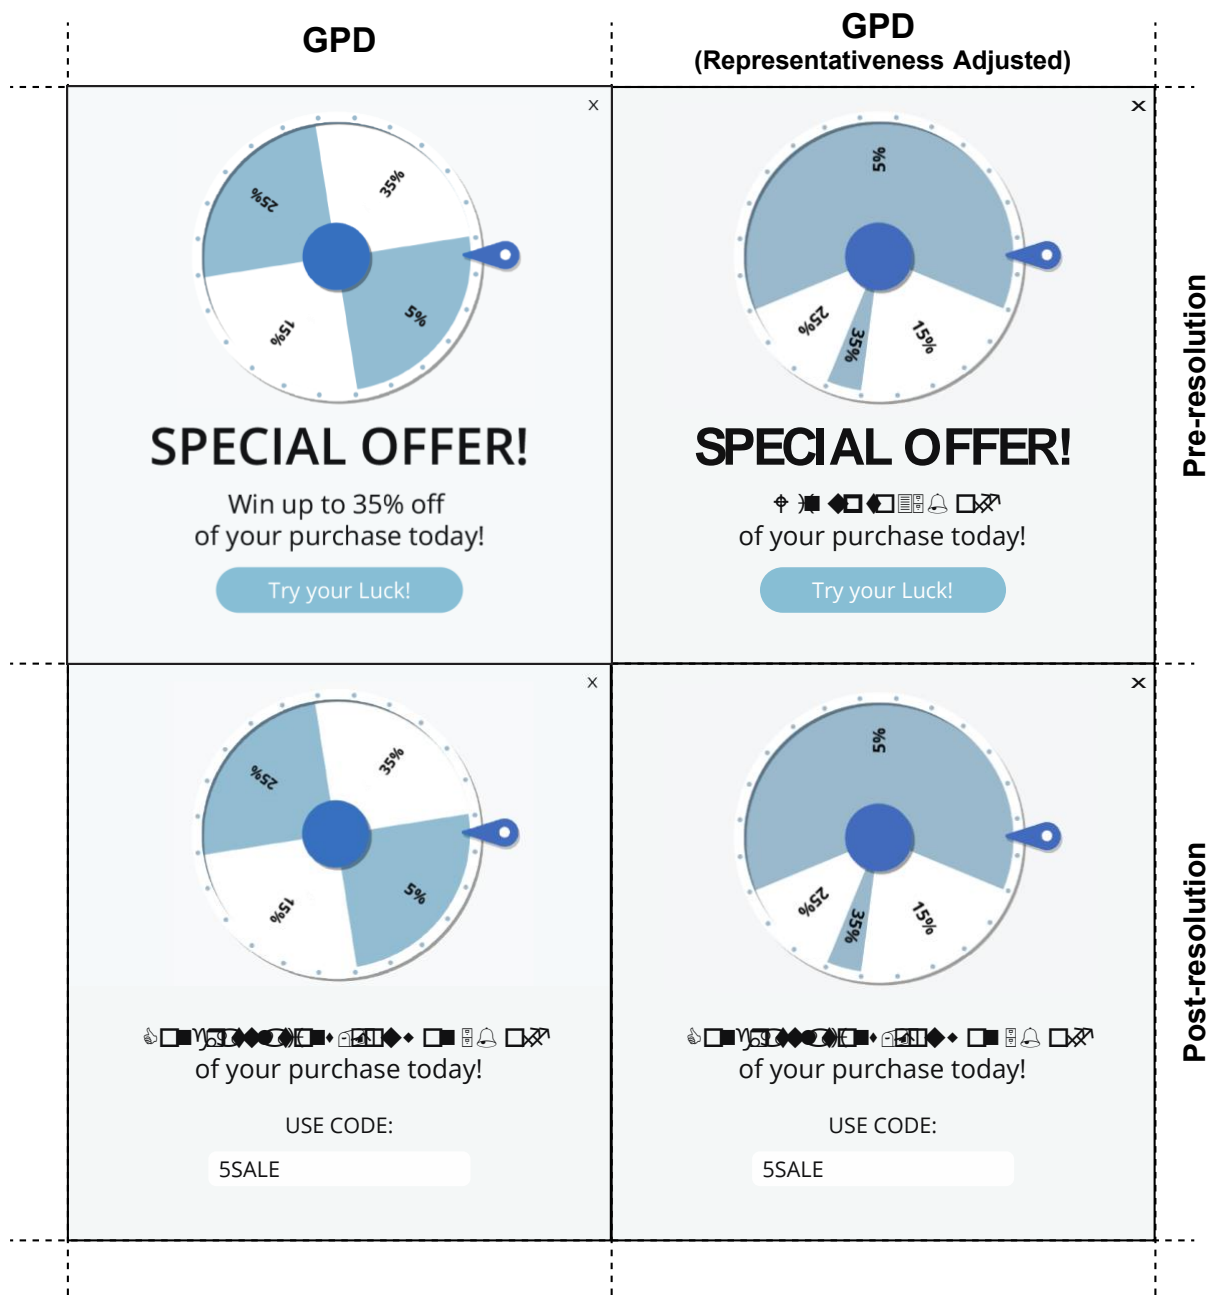 GPD
GPD
(Representativeness Adjusted)
x
25%
35%
15%
5%
SPECIAL OFFER!
Win up to 35% off
of your purchase today!
Try your Luck!
x
5%
25%
35%
15%
SPECIAL OFFER!
of your purchase today!
Try your Luck!
Pre-resolution
x
25%
35%
15%
5%
of your purchase today!
USE CODE:
5SALE
x
5%
25%
35%
15%
of your purchase today!
USE CODE:
5SALE
Post-resolution